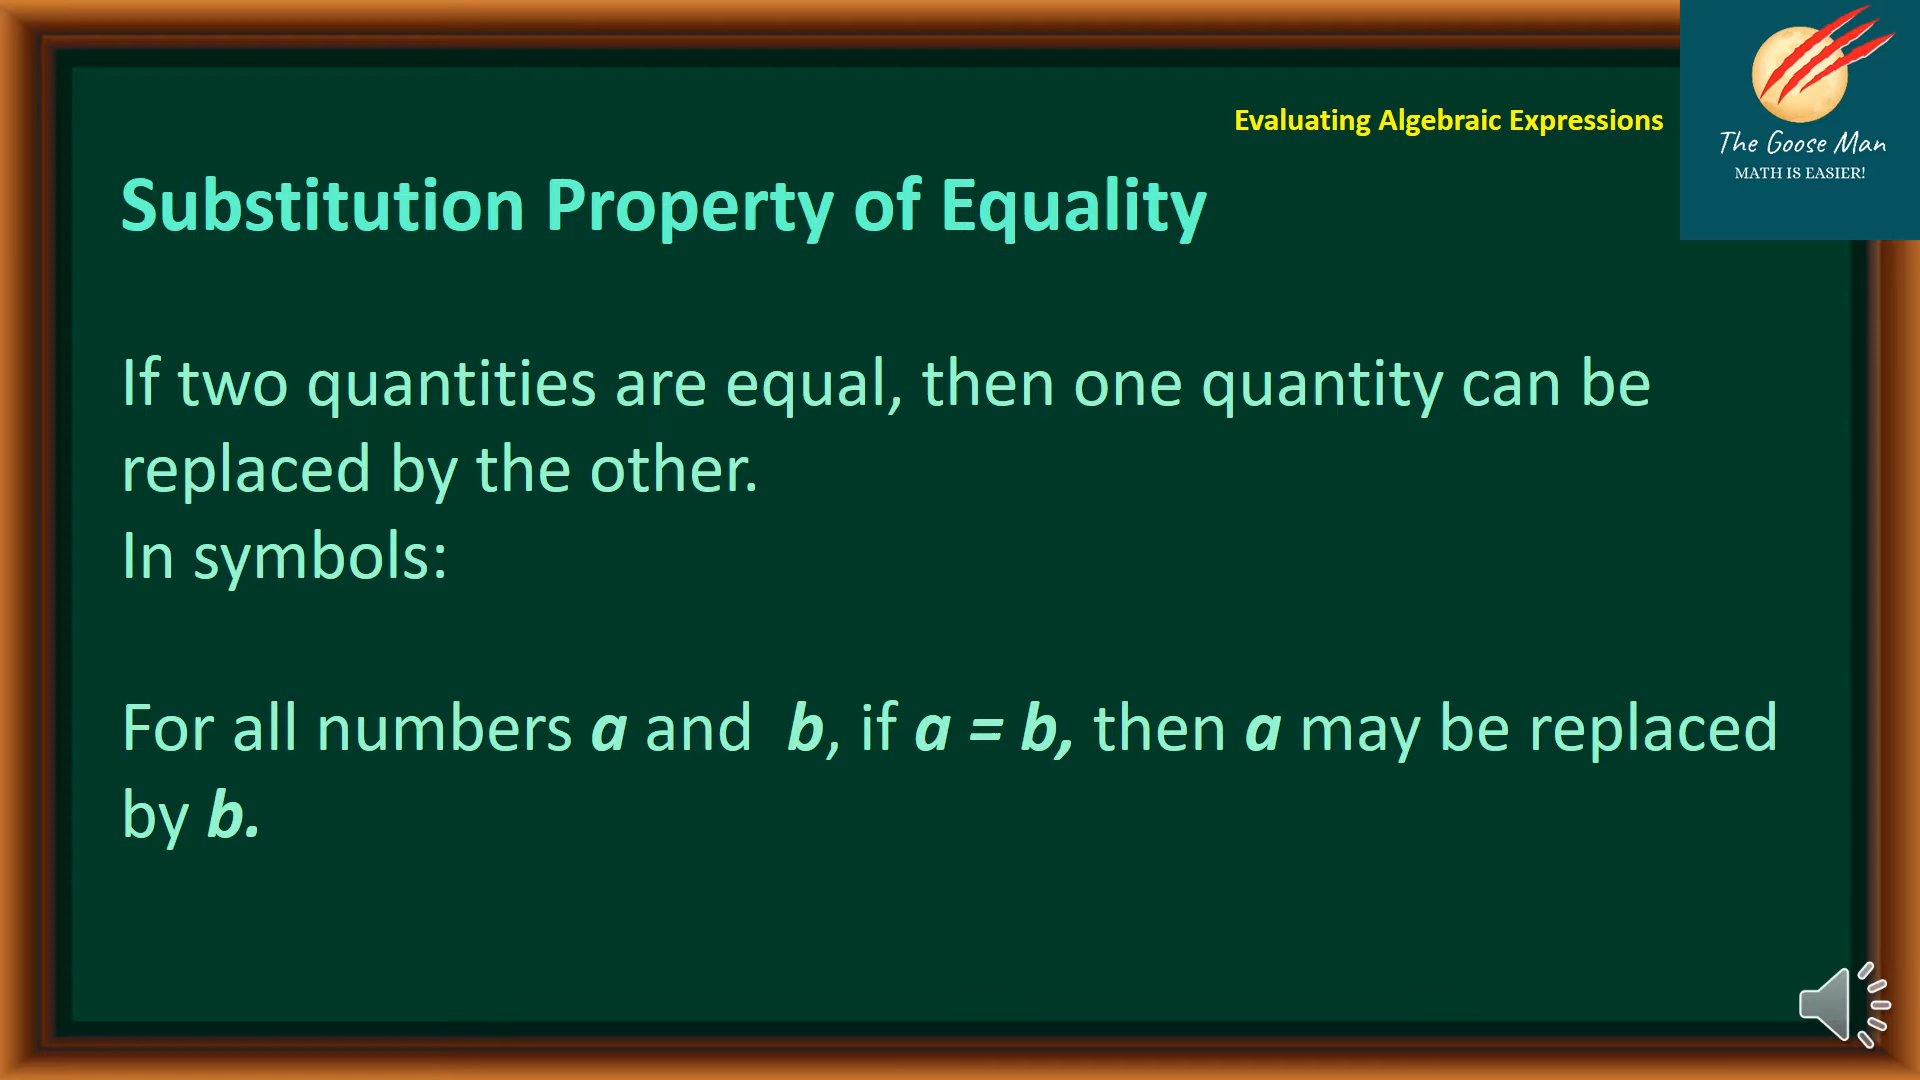 Evaluating Algebraic Expressions
The Goose Man
MATH IS EASIER!
Substitution Property of Equality
If two quantities are equal, then one quantity can be
replaced by the other.
In symbols:
For all numbers a and b, if a = b, then a may be replaced
by b.